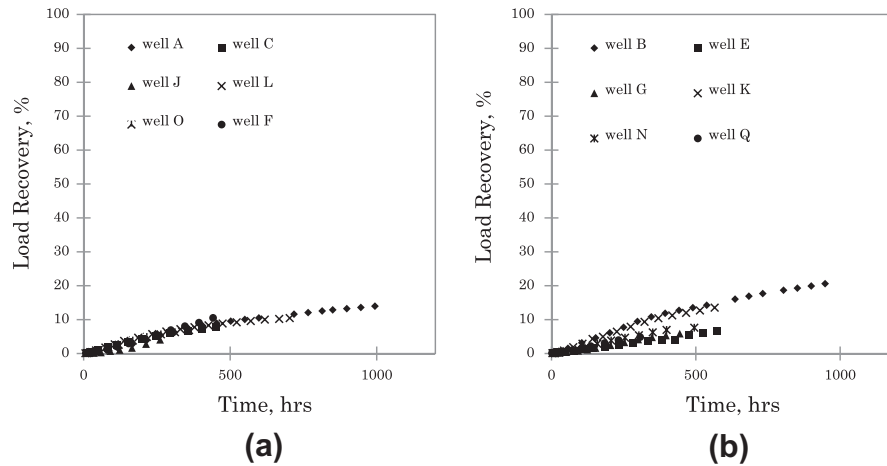 100
90
well A
well C
80
well J
well L
70
well O
well F
60
50
40
30
20
10
0
Load Recovery, %
0
500
1000
Time, hrs
(a)
100
90
well B
well E
80
well G
well K
70
well N
well Q
60
50
40
30
20
10
0
Load Recovery, %
0
500
1000
Time, hrs
(b)